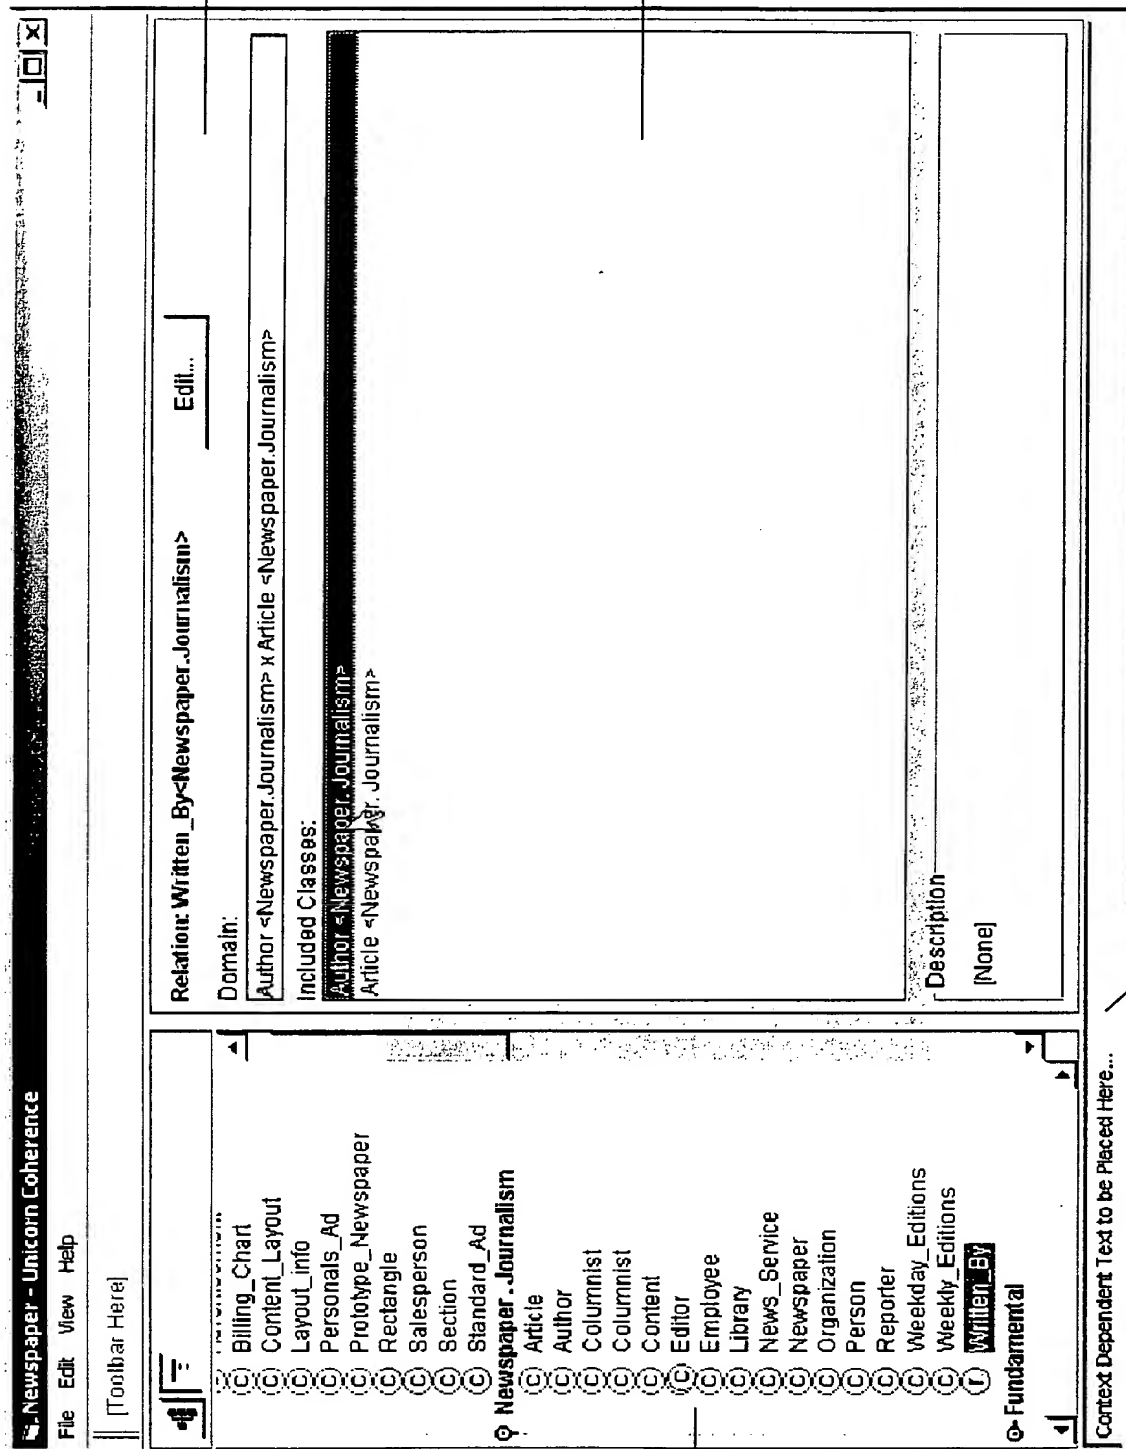 Newspaper - Unicorn Coherence
File Edit View Help
[Toolbar Here]
Billing_Chart
Content_Layout
Layout_info
Personals_Ad
Prototype_Newspaper
Rectangle
Salesperson
Section
Standard_Ad
Newspaper.Journalism
Article
Author
Columnist
Columnist
Content
Editor
Employee
Library
News_Service
Newspaper
Organization
Person
Reporter
Weekday_Editions
Weekly_Editions
Written_By
Fundamental
Relation: Written_By<Newspaper.Journalism>
Edit...
Domain:
Author <Newspaper.Journalism> x Article <Newspaper.Journalism>
Included Classes:
Author <Newspaper.Journalism>
Article <Newspaper.Journalism>
Description
[None]
Context Dependent Text to be Placed Here...